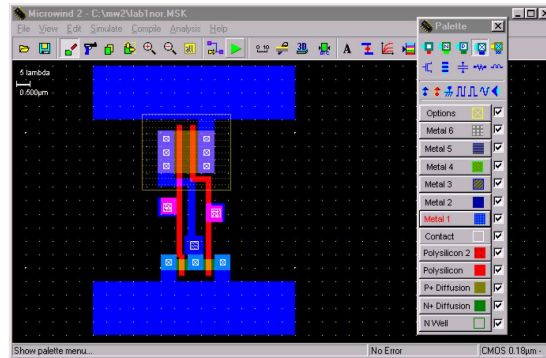 Microwind 2 - C:\mw2\lab1nor.MSK
File View Edit Simulate Compile Analysis Help
5 lambda
0.500µm
Palette
Options
Metal 6
Metal 5
Metal 4
Metal 3
Metal 2
Metal 1
Contact
Polysilicon 2
Polysilicon
P+ Diffusion
N+ Diffusion
N Well
Show palette menu...
No Error
CMOS 0.18µm -